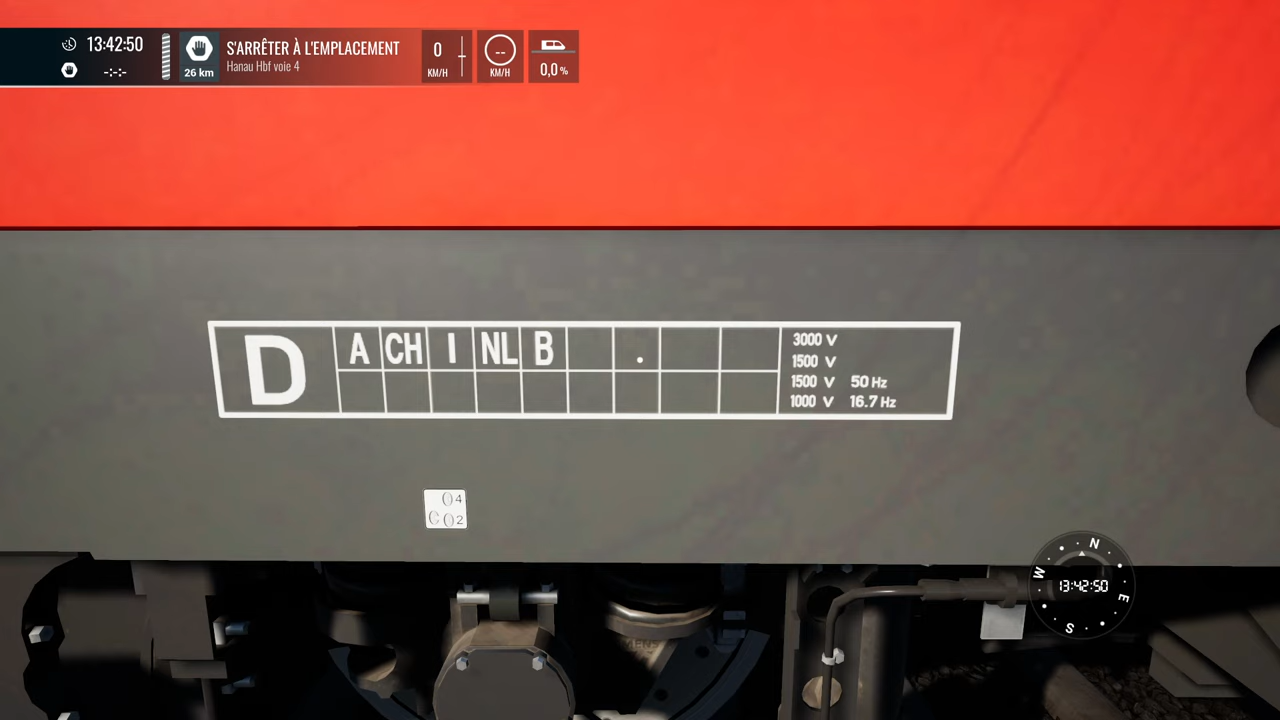 13:42:50
-:-:-
26 km
S'ARRÊTER À L'EMPLACEMENT
Hanau Hbf voie 4
0
KM/H
--
KM/H
0,0 %
D A CH I NL B .
3000 V
1500 V
1500 V 50 Hz
1000 V 16.7 Hz
N
W
E
S
13:42:50